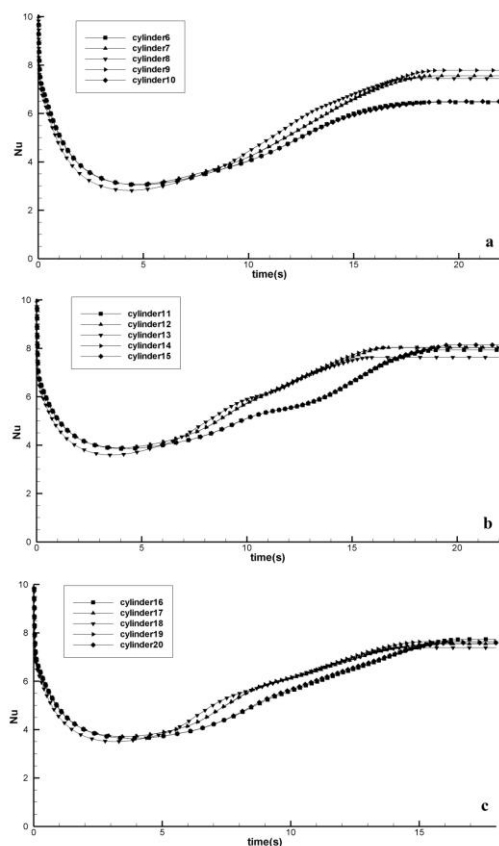 10
8
6
4
2
0
Nu
cylinder6
cylinder7
cylinder8
cylinder9
cylinder10
a
0
5
10
15
20
time(s)
10
8
6
4
2
0
Nu
cylinder11
cylinder12
cylinder13
cylinder14
cylinder15
b
0
5
10
15
20
time(s)
10
8
6
4
2
0
Nu
cylinder16
cylinder17
cylinder18
cylinder19
cylinder20
c
0
5
10
15
time(s)